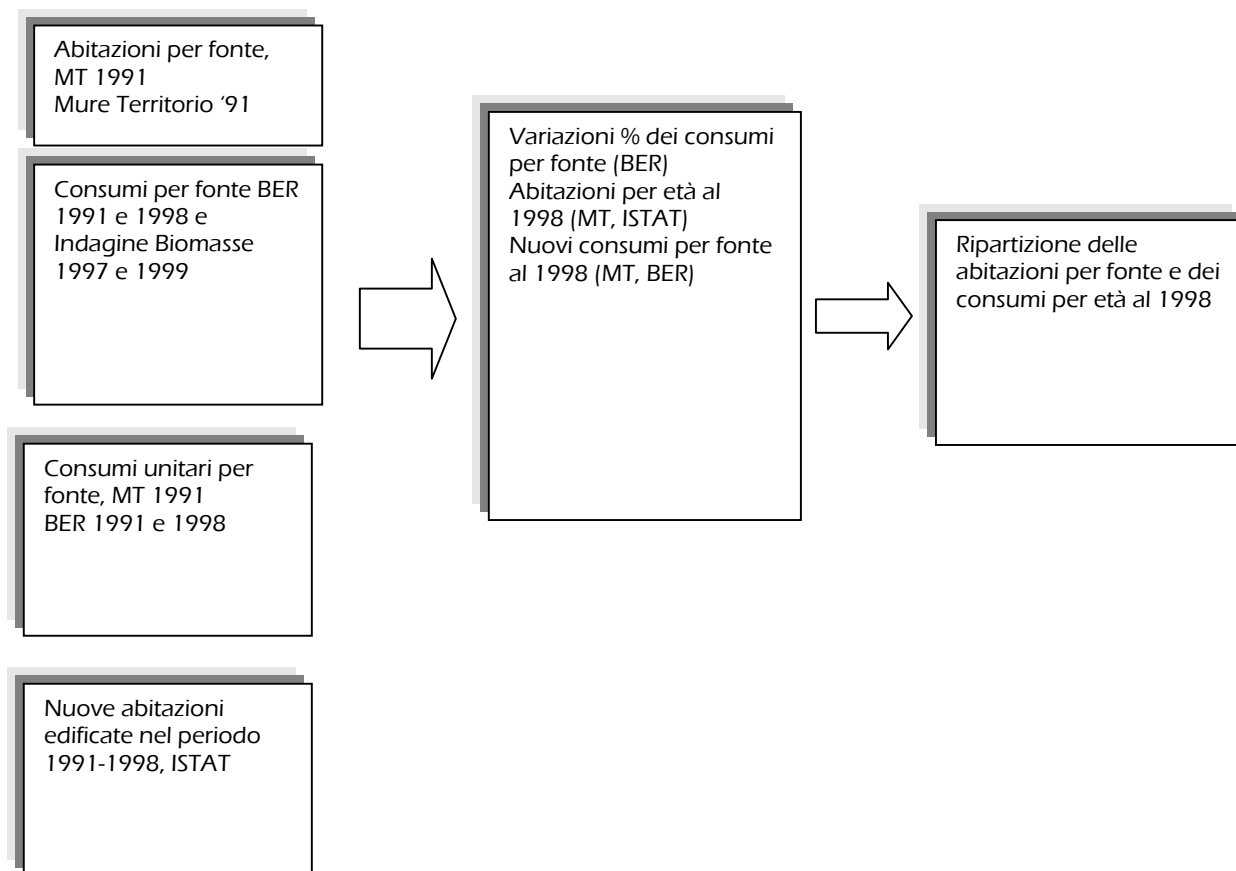 Abitazioni per fonte,
MT 1991
Mure Territorio ‘91
Consumi per fonte BER
1991 e 1998 e
Indagine Biomasse
1997 e 1999
Consumi unitari per
fonte, MT 1991
BER 1991 e 1998
Nuove abitazioni
edificate nel periodo
1991-1998, ISTAT
Variazioni % dei consumi
per fonte (BER)
Abitazioni per età al
1998 (MT, ISTAT)
Nuovi consumi per fonte
al 1998 (MT, BER)
Ripartizione delle
abitazioni per fonte e dei
consumi per età al 1998